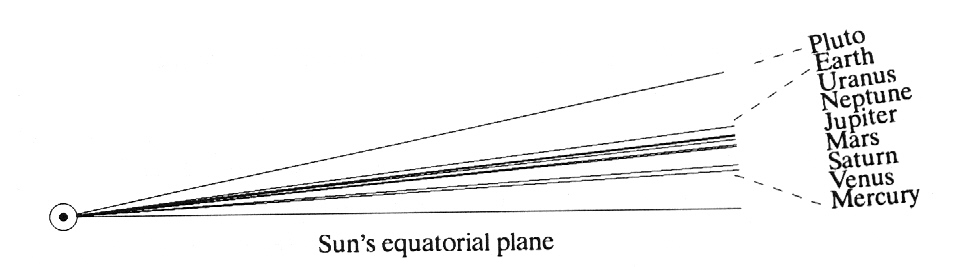 Pluto
Earth
Uranus
Neptune
Jupiter
Mars
Saturn
Venus
Mercury
Sun's equatorial plane